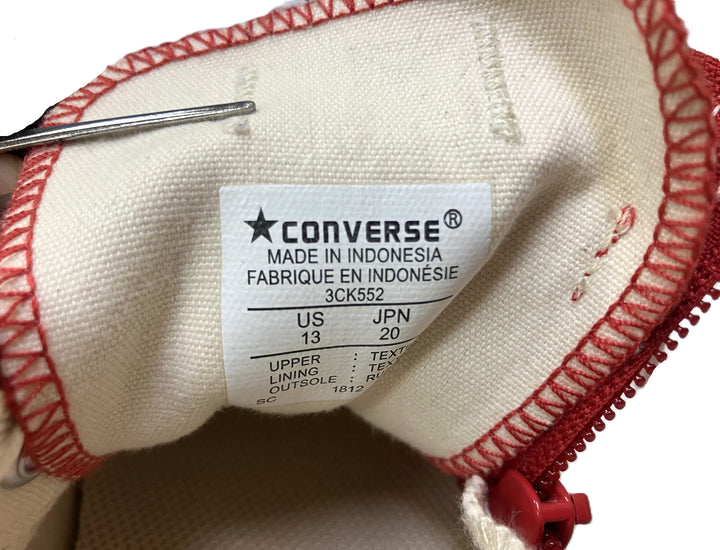 ★CONVERSE®
MADE IN INDONESIA
FABRIQUE EN INDONÉSIE
3CK552
US JPN
13 20
UPPER :
LINING :
OUTSOLE :
SC 1812